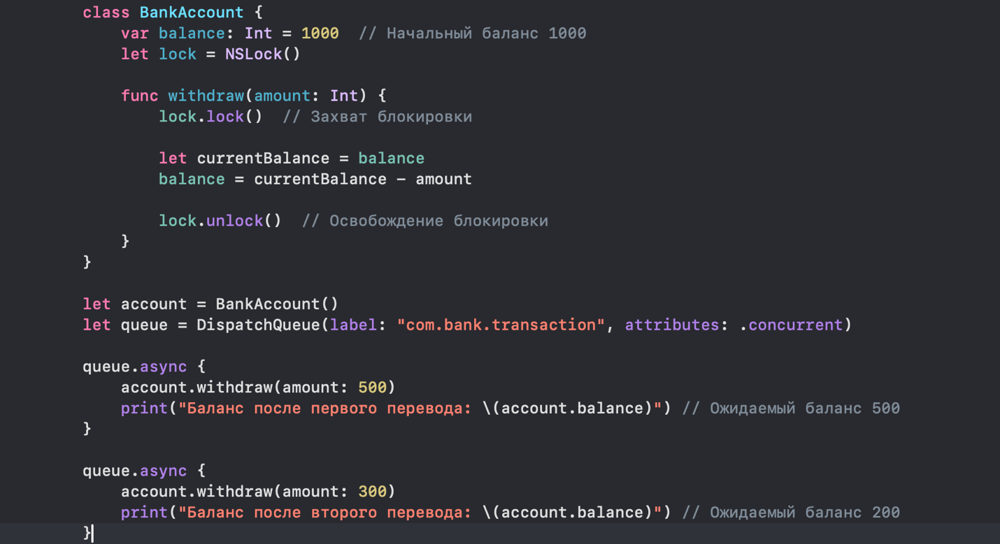 class BankAccount {
    var balance: Int = 1000  // Начальный баланс 1000
    let lock = NSLock()

    func withdraw(amount: Int) {
        lock.lock()  // Захват блокировки

        let currentBalance = balance
        balance = currentBalance - amount

        lock.unlock()  // Освобождение блокировки
    }
}

let account = BankAccount()
let queue = DispatchQueue(label: "com.bank.transaction", attributes: .concurrent)

queue.async {
    account.withdraw(amount: 500)
    print("Баланс после первого перевода: \(account.balance)") // Ожидаемый баланс 500
}

queue.async {
    account.withdraw(amount: 300)
    print("Баланс после второго перевода: \(account.balance)") // Ожидаемый баланс 200
}